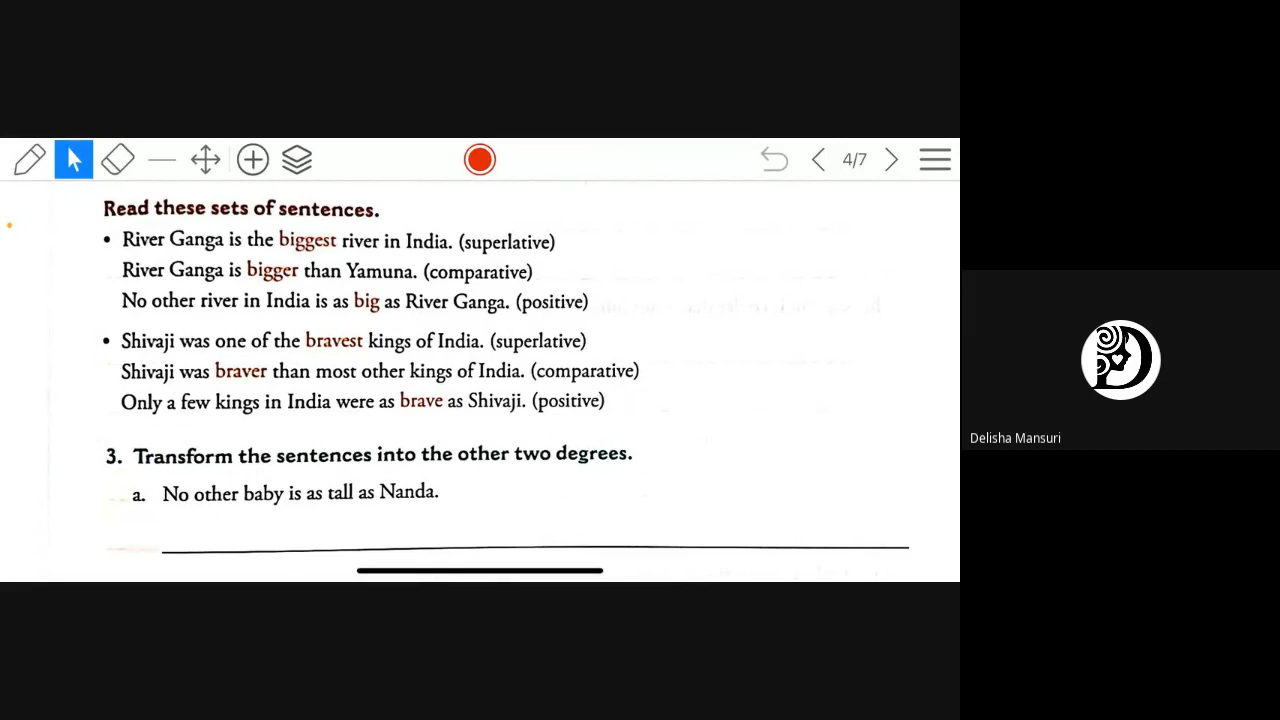 4/7
Read these sets of sentences.
• River Ganga is the biggest river in India. (superlative)
River Ganga is bigger than Yamuna. (comparative)
No other river in India is as big as River Ganga. (positive)
• Shivaji was one of the bravest kings of India. (superlative)
Shivaji was braver than most other kings of India. (comparative)
Only a few kings in India were as brave as Shivaji. (positive)
3. Transform the sentences into the other two degrees.
a. No other baby is as tall as Nanda.
Delisha Mansuri